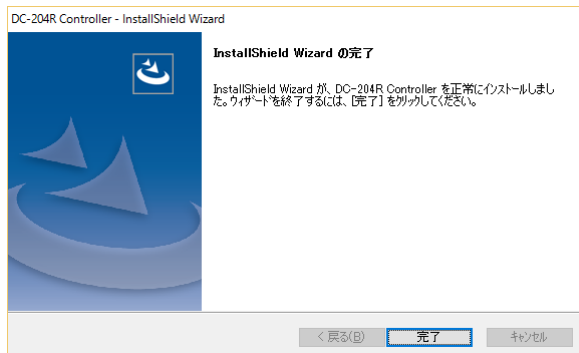 DC-204R Controller - InstallShield Wizard
InstallShield Wizard の完了
InstallShield Wizard が、DC-204R Controller を正常にインストールしまし
た。ウィザードを終了するには、[完了] をクリックしてください。
< 戻る(B)
完了
キャンセル